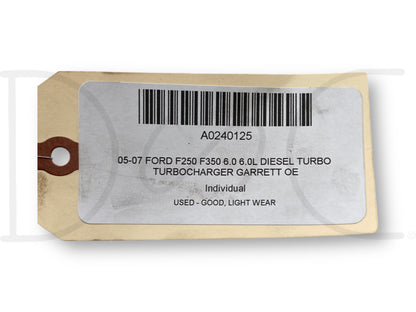 A0240125
05-07 FORD F250 F350 6.0 6.0L DIESEL TURBO
TURBOCHARGER GARRETT OE
Individual
USED - GOOD, LIGHT WEAR